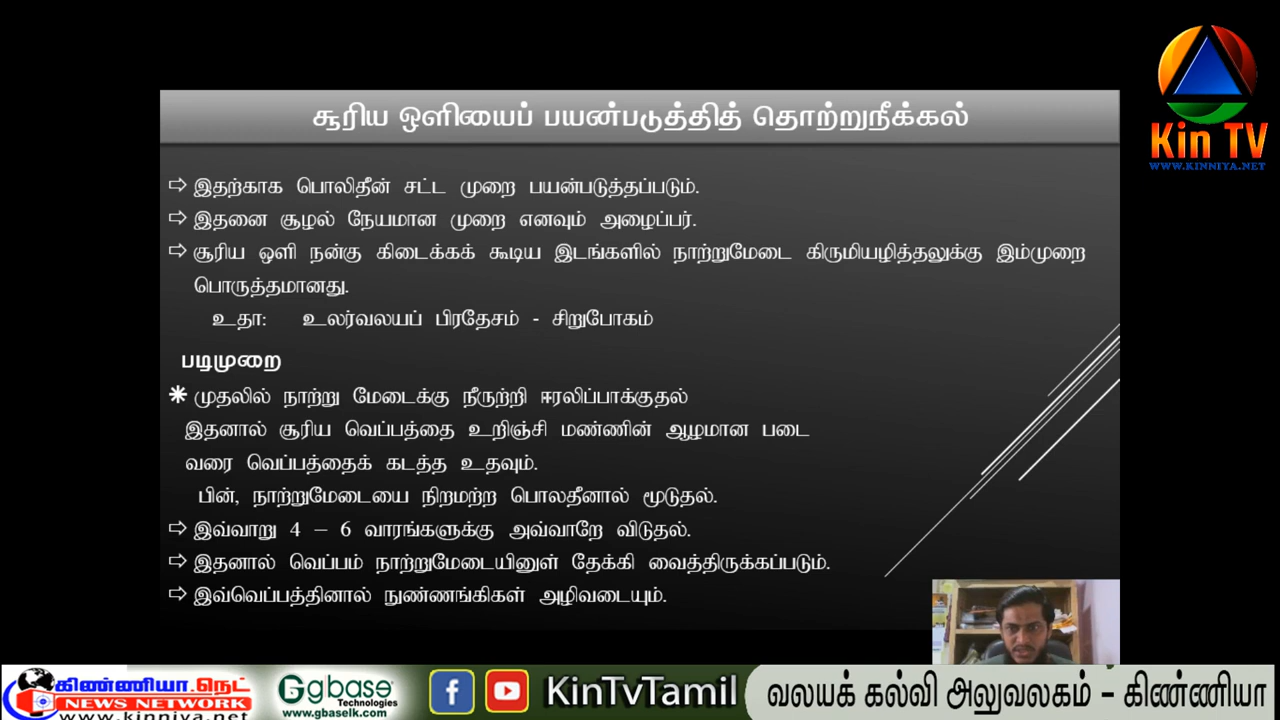 Kin TV
WWW.KINNIYA.NET
சூரிய ஒளியைப் பயன்படுத்தித் தொற்றுநீக்கல்
⇨ இதற்காக பொலிதீன் சட்ட முறை பயன்படுத்தப்படும்.
⇨ இதனை சூழல் நேயமான முறை எனவும் அழைப்பர்.
⇨ சூரிய ஒளி நன்கு கிடைக்கக் கூடிய இடங்களில் நாற்றுமேடை கிருமியழித்தலுக்கு இம்முறை
பொருத்தமானது.
உதா: உலர்வலயப் பிரதேசம் - சிறுபோகம்
படிமுறை
✱ முதலில் நாற்று மேடைக்கு நீருற்றி ஈரலிப்பாக்குதல்
இதனால் சூரிய வெப்பத்தை உறிஞ்சி மண்ணின் ஆழமான படை
வரை வெப்பத்தைக் கடத்த உதவும்.
பின், நாற்றுமேடையை நிறமற்ற பொலதீனால் மூடுதல்.
⇨ இவ்வாறு 4 – 6 வாரங்களுக்கு அவ்வாறே விடுதல்.
⇨ இதனால் வெப்பம் நாற்றுமேடையினுள் தேக்கி வைத்திருக்கப்படும்.
⇨ இவ்வெப்பத்தினால் நுண்ணங்கிகள் அழிவடையும்.
கிண்ணியா.நெட்
NEWS NETWORK
www.kinniya.net
Ggbase
Technologies
www.gbaselk.com
KinTvTamil
வலயக் கல்வி அலுவலகம் – கிண்ணியா